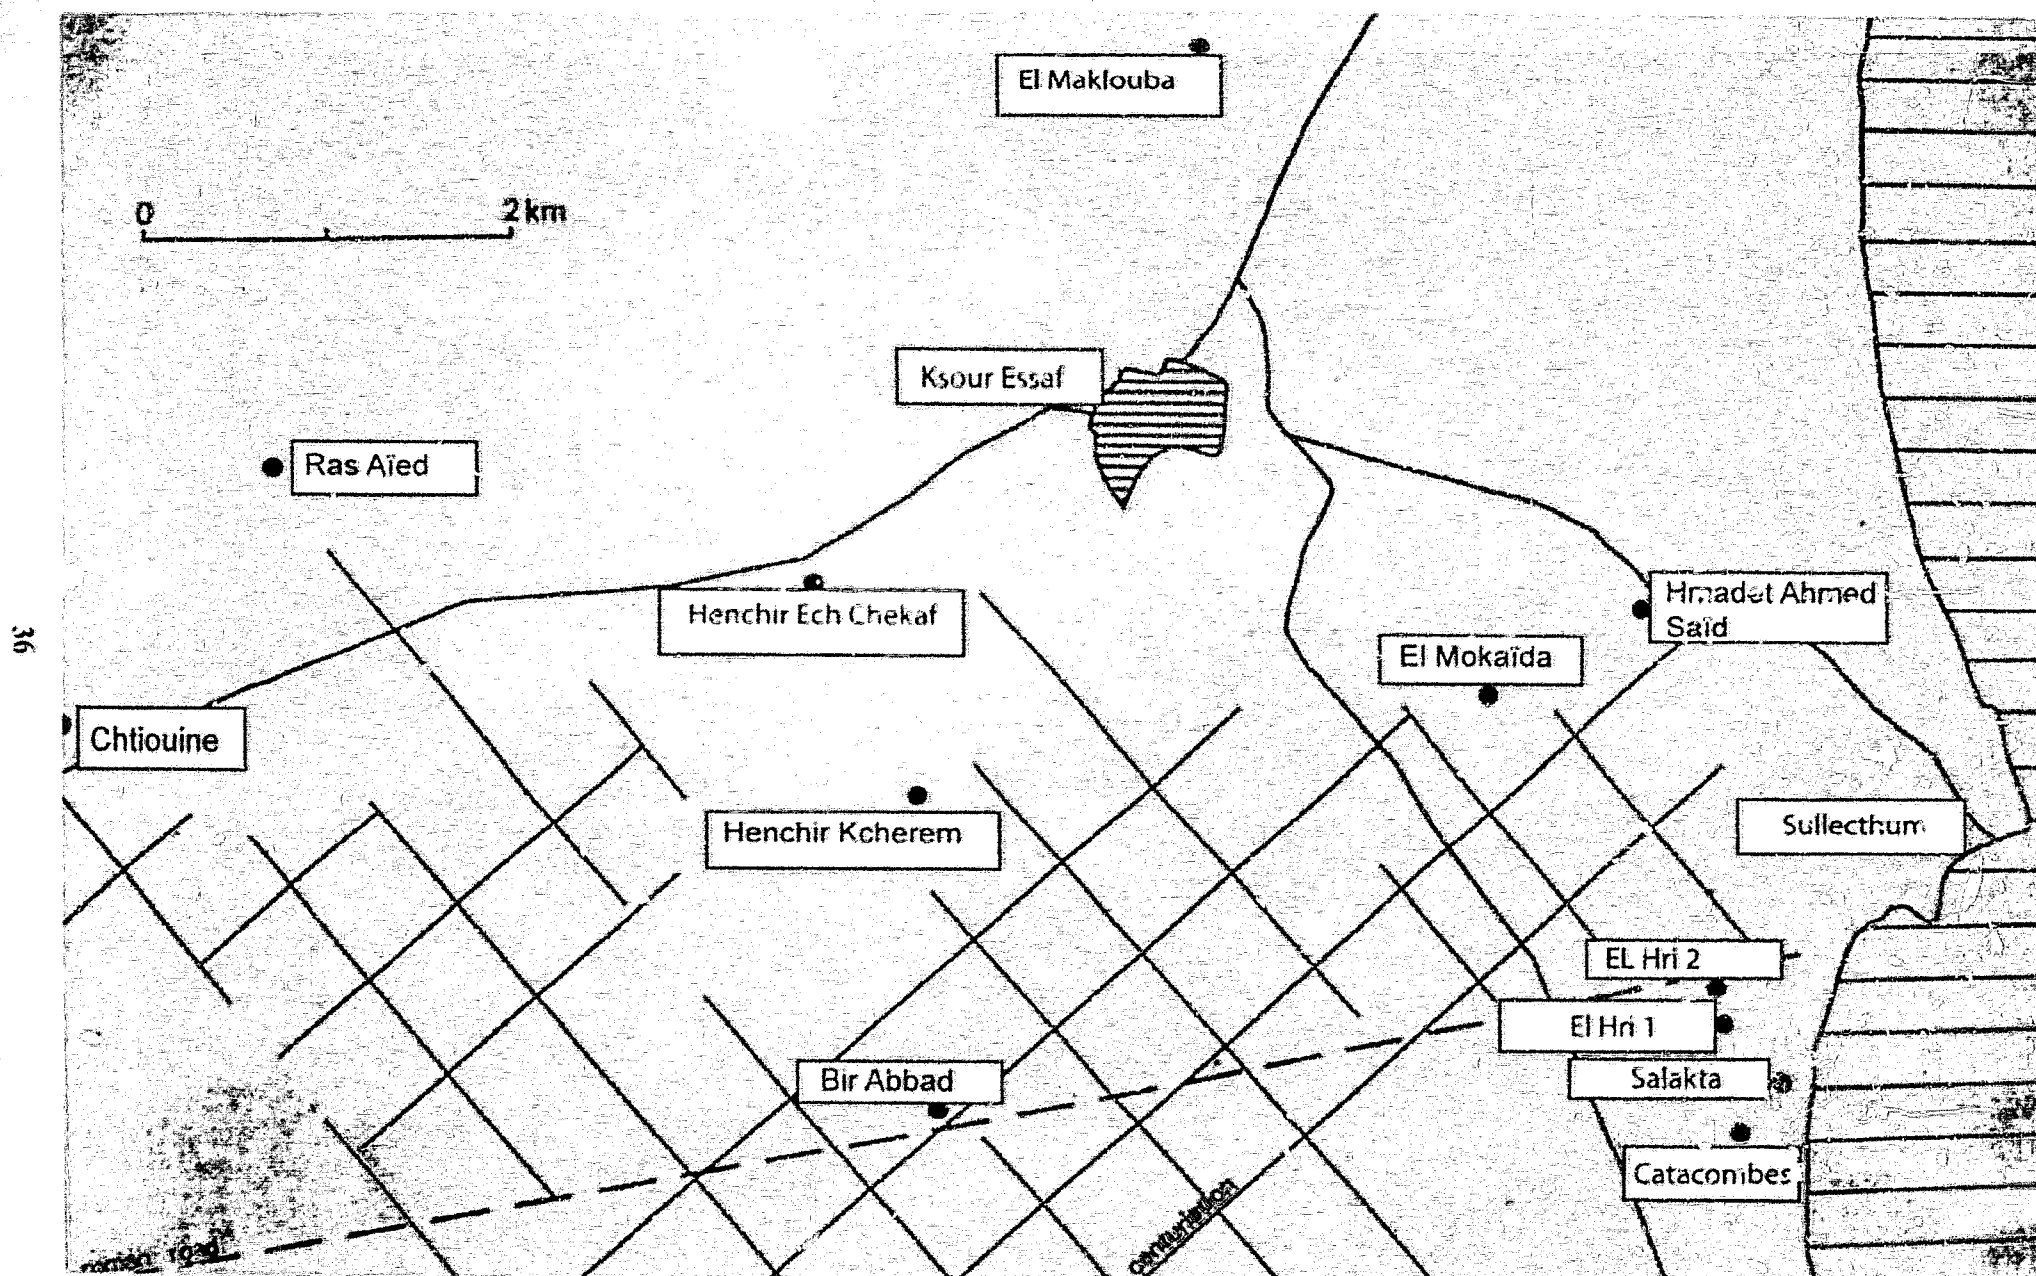 El Maklouba
0 2 km
Ksour Essaf
Ras Aïed
Hmadet Ahmed
Saïd
Henchir Ech Chekaf
36
El Mokaïda
Chtiouine
Sullecthum
Henchir Kcherem
EL Hri 2
El Hri 1
Bir Abbad
Salakta
Catacombes
centuriation
roman road